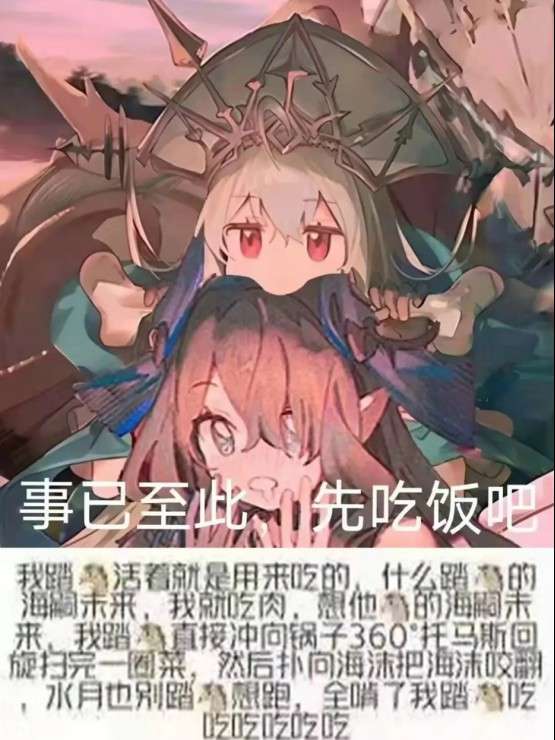 事已至此，先吃饭吧
我踏🐴活着就是用来吃的，什么踏🐴的
海嗣未来，我就吃肉，想他🐴的海嗣未
来，我踏🐴直接冲向锅子360°托马斯回
旋扫完一圈菜，然后扑向海沫把海沫咬翻
，水月也别踏🐴想跑，全啃了我踏🐴吃
吃吃吃吃吃